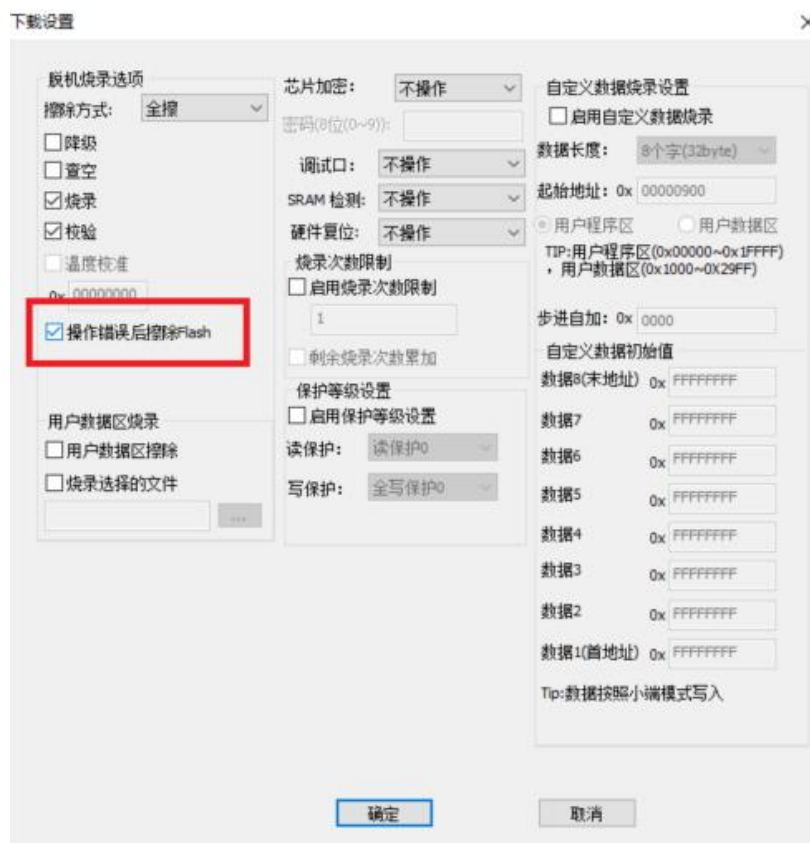 下载设置
脱机烧录选项
擦除方式: 全擦
降级
查空
烧录
校验
温度校准
0x 00000000
操作错误后擦除Flash
用户数据区烧录
用户数据区擦除
烧录选择的文件
...
芯片加密: 不操作
密码(8位(0~9)):
调试口: 不操作
SRAM 检测: 不操作
硬件复位: 不操作
烧录次数限制
启用烧录次数限制
1
剩余烧录次数累加
保护等级设置
启用保护等级设置
读保护: 读保护0
写保护: 全写保护0
自定义数据烧录设置
启用自定义数据烧录
数据长度: 8个字(32byte)
起始地址: 0x 00000900
用户程序区 用户数据区
TIP:用户程序区(0x00000~0x1FFFF)
，用户数据区(0x1000~0X29FF)
步进自加: 0x 0000
自定义数据初始值
数据8(末地址) 0x FFFFFFFF
数据7 0x FFFFFFFF
数据6 0x FFFFFFFF
数据5 0x FFFFFFFF
数据4 0x FFFFFFFF
数据3 0x FFFFFFFF
数据2 0x FFFFFFFF
数据1(首地址) 0x FFFFFFFF
Tip:数据按照小端模式写入
确定 取消